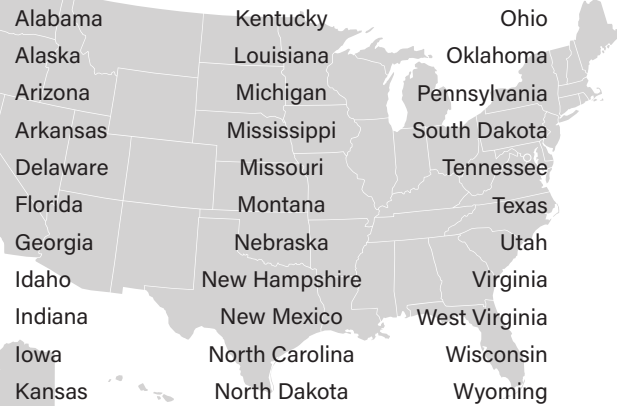 Alabama
Alaska
Arizona
Arkansas
Delaware
Florida
Georgia
Idaho
Indiana
Iowa
Kansas
Kentucky
Louisiana
Michigan
Mississippi
Missouri
Montana
Nebraska
New Hampshire
New Mexico
North Carolina
North Dakota
Ohio
Oklahoma
Pennsylvania
South Dakota
Tennessee
Texas
Utah
Virginia
West Virginia
Wisconsin
Wyoming